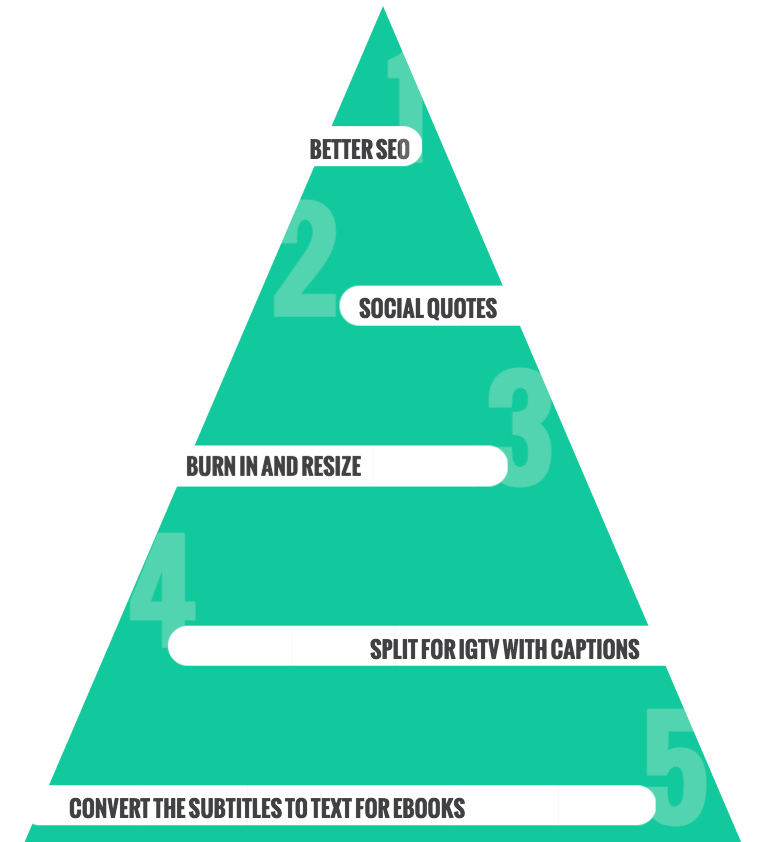 1
BETTER SEO
2
SOCIAL QUOTES
3
BURN IN AND RESIZE
4
SPLIT FOR IGTV WITH CAPTIONS
5
CONVERT THE SUBTITLES TO TEXT FOR EBOOKS